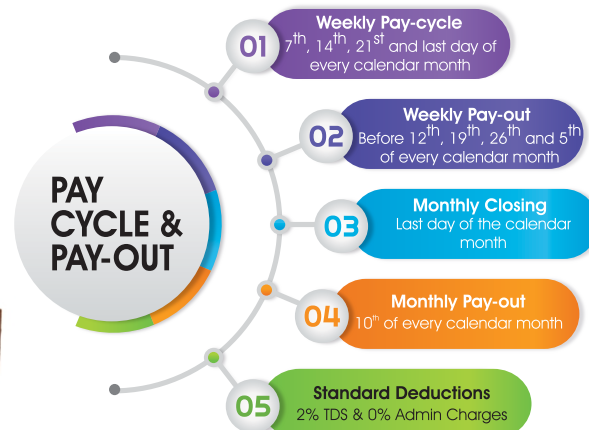 PAY
CYCLE &
PAY-OUT
01
Weekly Pay-cycle
7th, 14th, 21st and last day of
every calendar month
02
Weekly Pay-out
Before 12th, 19th, 26th and 5th
of every calendar month
03
Monthly Closing
Last day of the calendar
month
04
Monthly Pay-out
10th of every calendar month
05
Standard Deductions
2% TDS & 0% Admin Charges